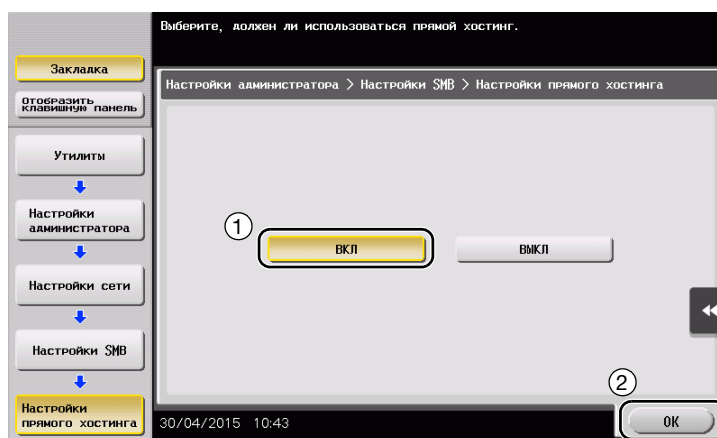 Выберите, должен ли использоваться прямой хостинг.
Закладка
Отобразить
клавишную панель
Настройки администратора > Настройки SMB > Настройки прямого хостинга
Утилиты
Настройки
администратора
Настройки сети
Настройки SMB
Настройки
прямого хостинга
1
ВКЛ
ВЫКЛ
2
30/04/2015 10:43
OK